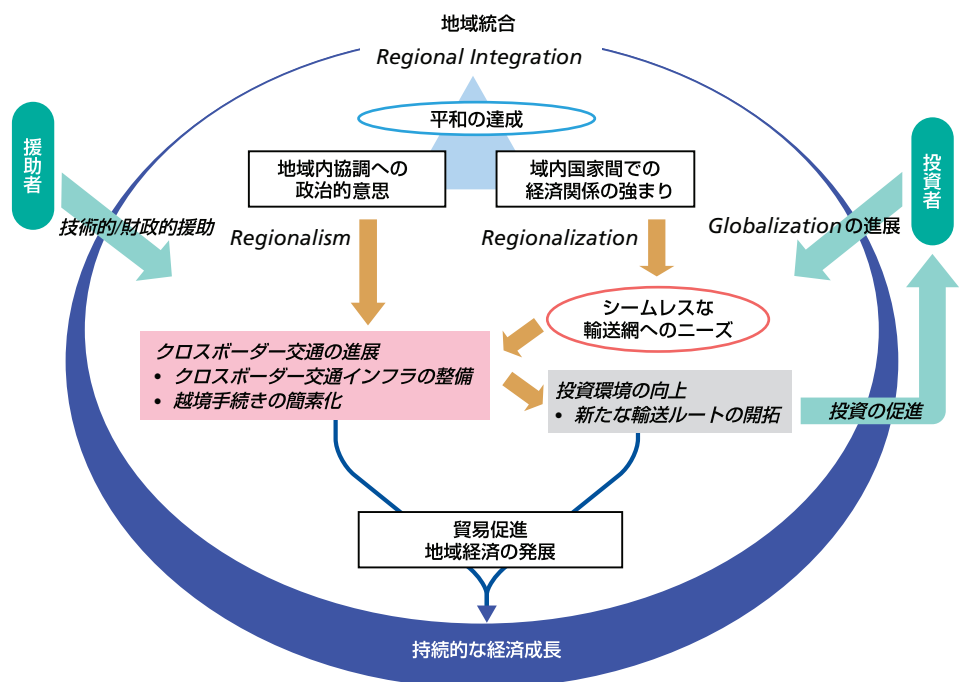 地域統合
Regional Integration
平和の達成
援助者
投資者
地域内協調への
政治的意思
域内国家間での
経済関係の強まり
技術的/財政的援助
Regionalism
Regionalization
Globalizationの進展
シームレスな
輸送網へのニーズ
クロスボーダー交通の進展
• クロスボーダー交通インフラの整備
• 越境手続きの簡素化
投資環境の向上
• 新たな輸送ルートの開拓
投資の促進
貿易促進
地域経済の発展
持続的な経済成長